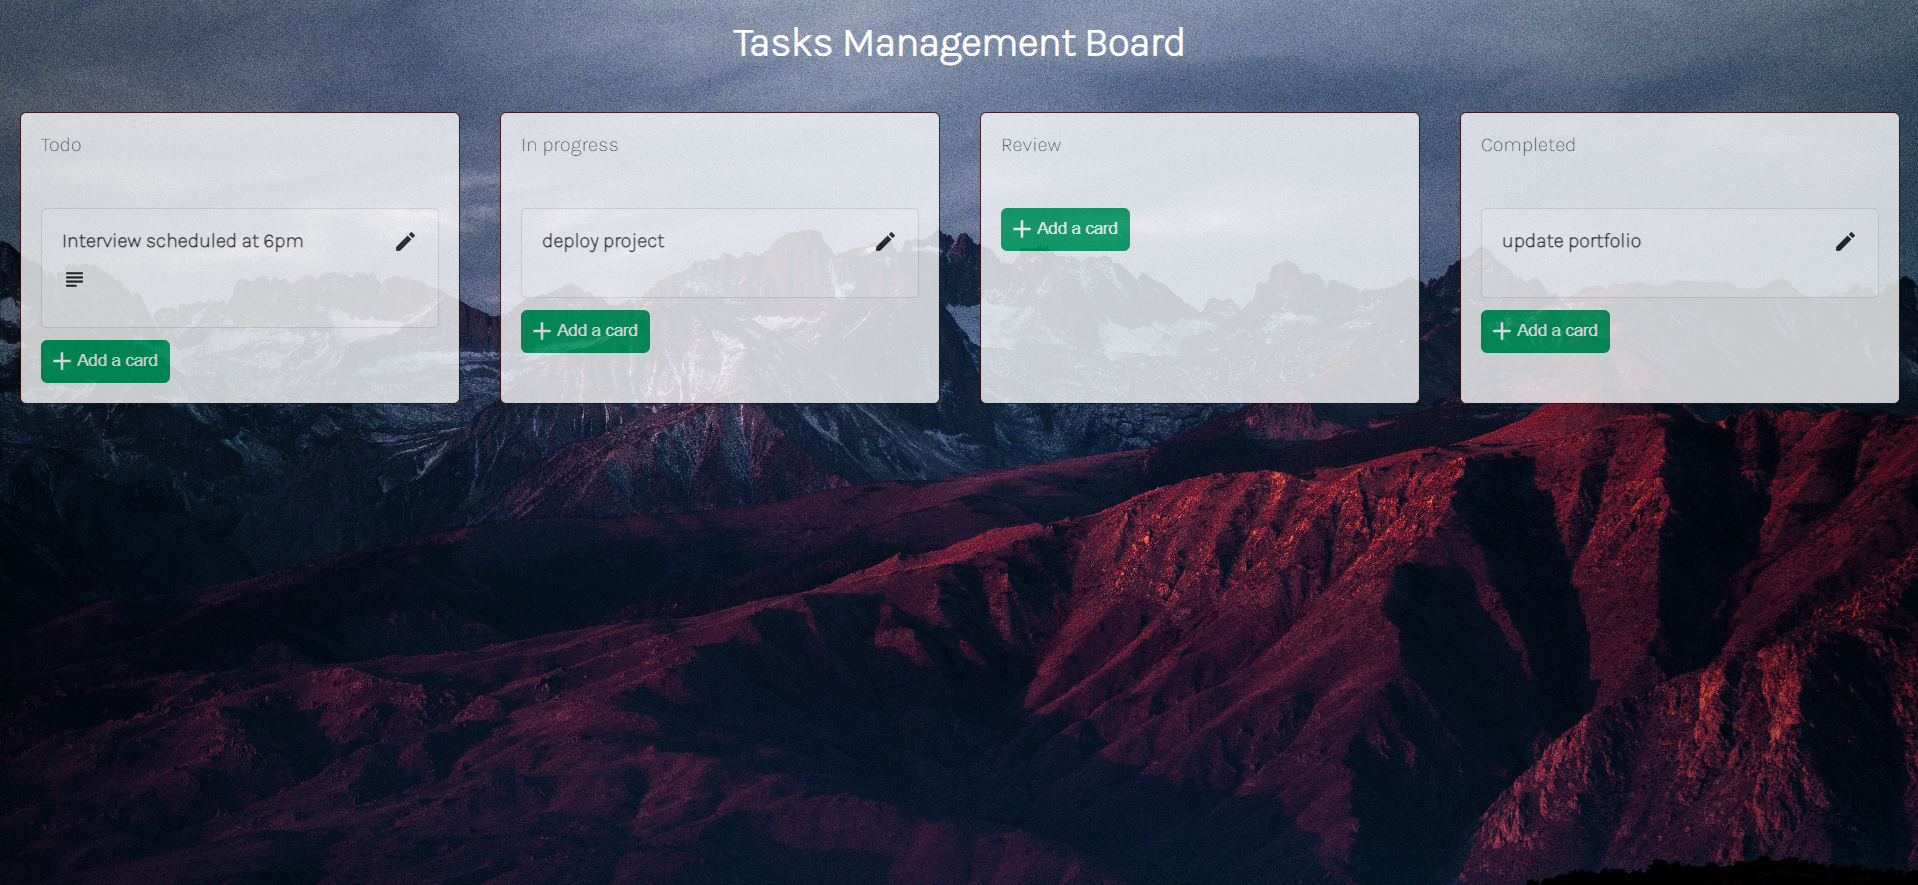 Tasks Management Board
Todo
Interview scheduled at 6pm
Add a card
In progress
deploy project
Add a card
Review
Add a card
Completed
update portfolio
Add a card